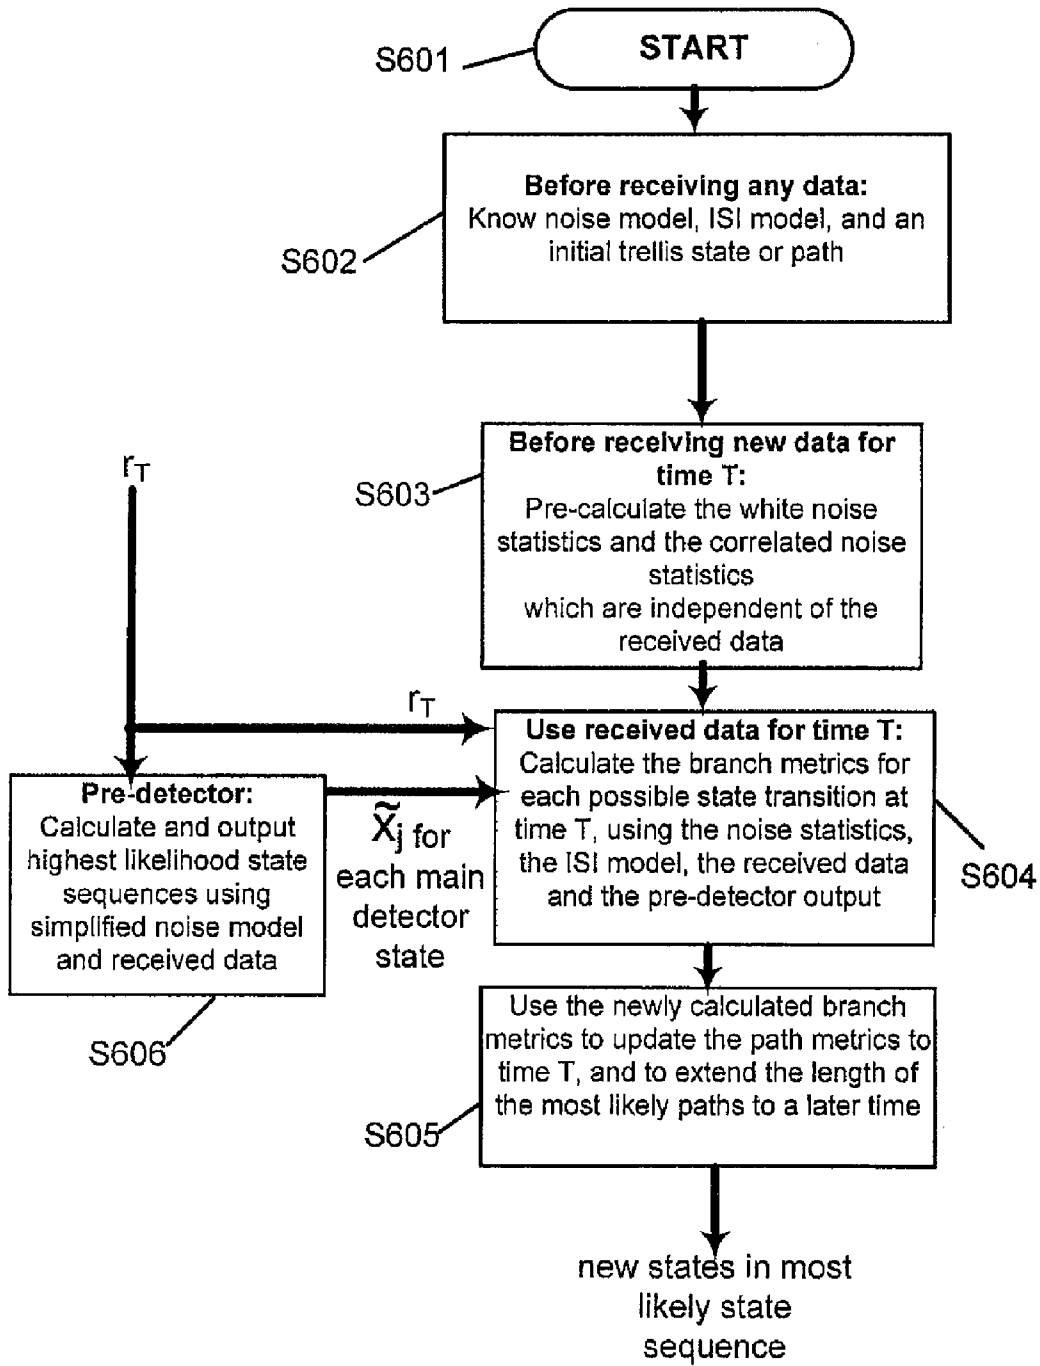 START
S601
Before receiving any data:
Know noise model, ISI model, and an
initial trellis state or path
S602
Before receiving new data for
time T:
Pre-calculate the white noise
statistics and the correlated noise
statistics
which are independent of the
received data
S603
r_T
r_T
Use received data for time T:
Calculate the branch metrics for
each possible state transition at
time T, using the noise statistics,
the ISI model, the received data
and the pre-detector output
S604
Pre-detector:
Calculate and output
highest likelihood state
sequences using
simplified noise model
and received data
S606
X̃j for
each main
detector
state
Use the newly calculated branch
metrics to update the path metrics to
time T, and to extend the length of
the most likely paths to a later time
S605
new states in most
likely state
sequence